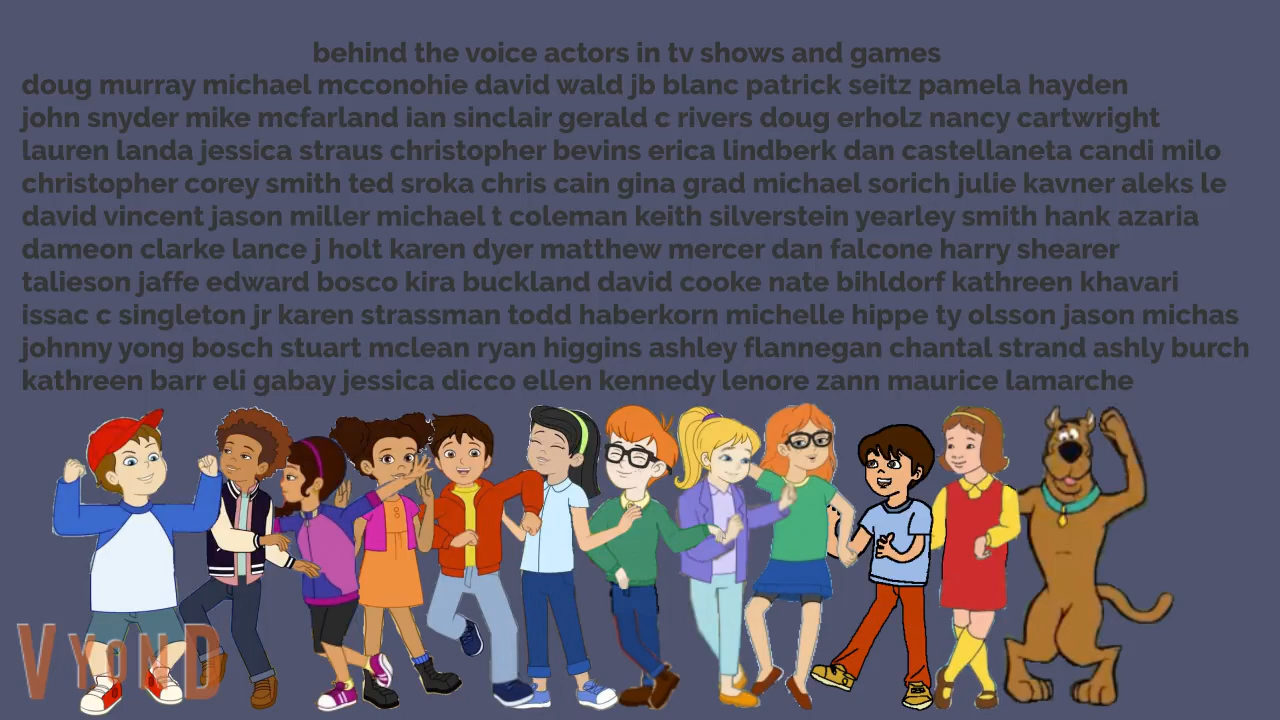 behind the voice actors in tv shows and games
doug murray michael mcconohie david wald jb blanc patrick seitz pamela hayden
john snyder mike mcfarland ian sinclair gerald c rivers doug erholz nancy cartwright
lauren landa jessica straus christopher bevins erica lindberk dan castellaneta candi milo
christopher corey smith ted sroka chris cain gina grad michael sorich julie kavner aleks le
david vincent jason miller michael t coleman keith silverstein yearley smith hank azaria
dameon clarke lance j holt karen dyer matthew mercer dan falcone harry shearer
talieson jaffe edward bosco kira buckland david cooke nate bihldorf kathreen khavari
issac c singleton jr karen strassman todd haberkorn michelle hippe ty olsson jason michas
johnny yong bosch stuart mclean ryan higgins ashley flannegan chantal strand ashly burch
kathreen barr eli gabay jessica dicco ellen kennedy lenore zann maurice lamarche
VYOND